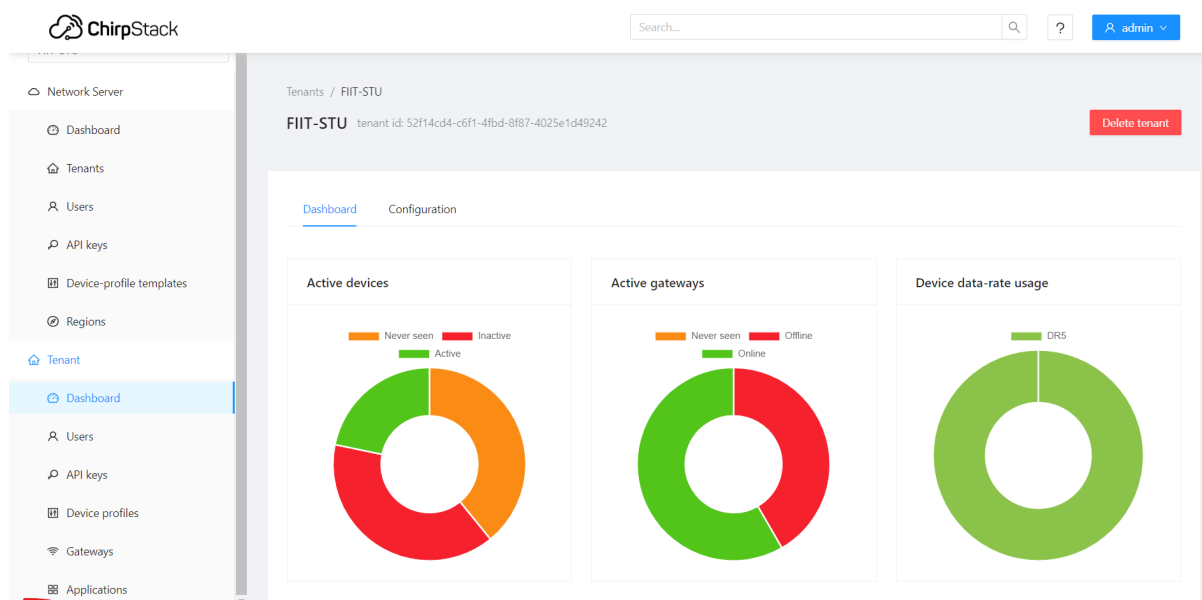 ChirpStack
Search...
?
admin
Network Server
Dashboard
Tenants
Users
API keys
Device-profile templates
Regions
Tenant
Dashboard
Users
API keys
Device profiles
Gateways
Applications
Tenants / FIIT-STU
FIIT-STU tenant id: 52f14cd4-c6f1-4fbd-8f87-4025e1d49242
Delete tenant
Dashboard Configuration
Active devices
Never seen Inactive
Active
Active gateways
Never seen Offline
Online
Device data-rate usage
DR5